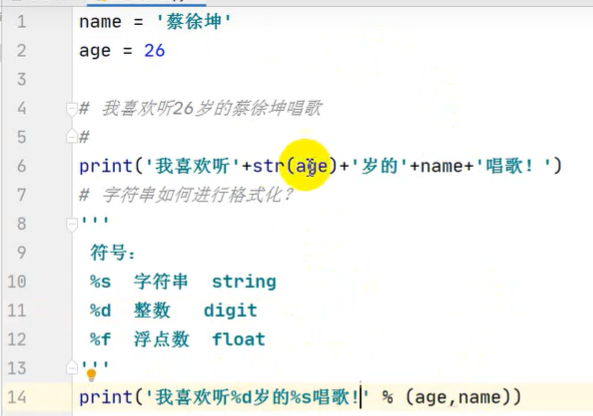 1 name = '蔡徐坤'
2 age = 26
3
4 # 我喜欢听26岁的蔡徐坤唱歌
5 #
6 print('我喜欢听'+str(age)+'岁的'+name+'唱歌！')
7 # 字符串如何进行格式化？
8 '''
9 符号：
10 %s 字符串 string
11 %d 整数 digit
12 %f 浮点数 float
13 '''
14 print('我喜欢听%d岁的%s唱歌！' % (age,name))